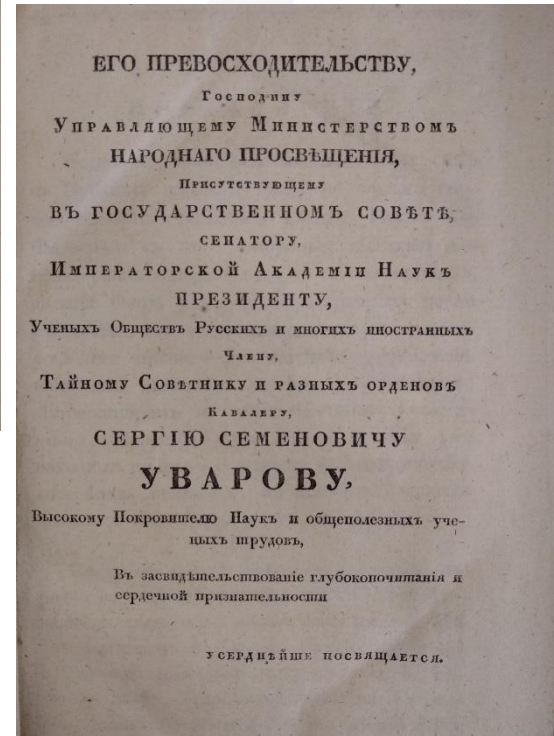 ЕГО ПРЕВОСХОДИТЕЛЬСТВУ,
Господину
Управляющему Министерствомъ
НАРОДНАГО ПРОСВѢЩЕНІЯ,
Присутствующему
ВЪ ГОСУДАРСТВЕННОМЪ СОВѢТѢ,
СЕНАТОРУ,
Императорской Академіи Наукъ
ПРЕЗИДЕНТУ,
Ученыхъ Обществъ Русскихъ и многихъ иностранныхъ
Члену,
Тайному Совѣтнику и разныхъ орденовъ
Кавалеру,
СЕРГІЮ СЕМЕНОВИЧУ
УВАРОВУ,
Высокому Покровителю Наукъ и общеполезныхъ уче-
ныхъ трудовъ,
Въ засвидѣтельствованіе глубокопочитанія и
сердечной признательности
УСЕРДНѢЙШЕ ПОСВЯЩАЕТСЯ.